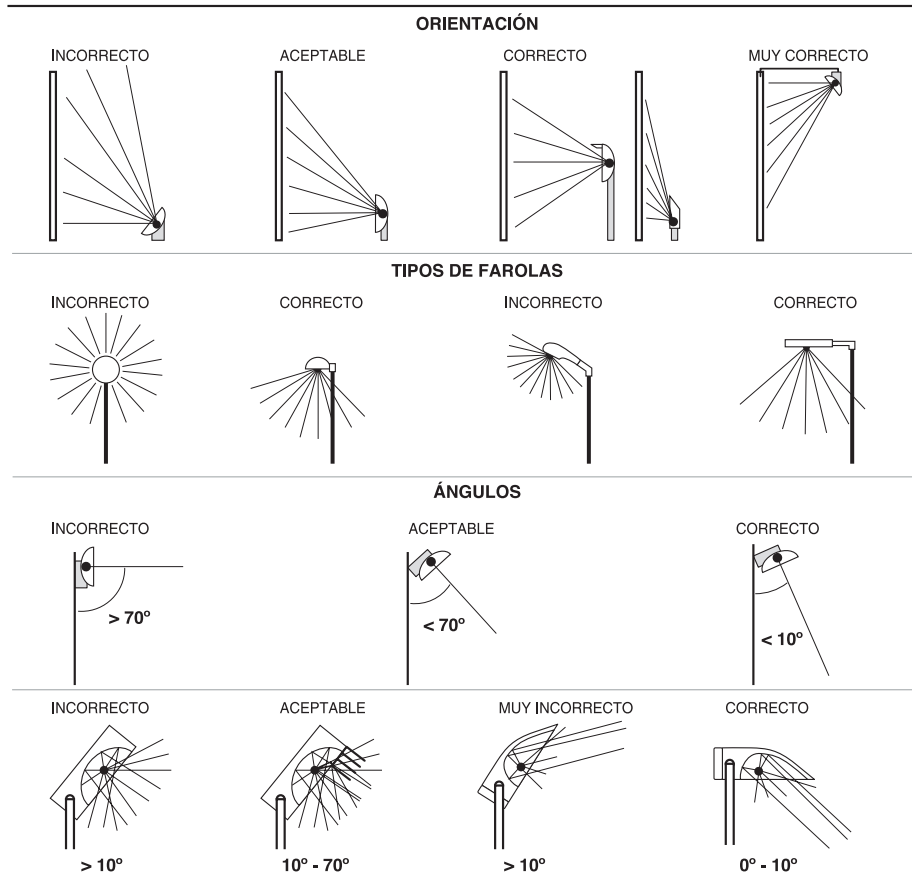 ORIENTACIÓN
INCORRECTO ACEPTABLE CORRECTO MUY CORRECTO
TIPOS DE FAROLAS
INCORRECTO CORRECTO INCORRECTO CORRECTO
ÁNGULOS
INCORRECTO ACEPTABLE CORRECTO
> 70º < 70º < 10º
INCORRECTO ACEPTABLE MUY INCORRECTO CORRECTO
> 10º 10º - 70º > 10º 0º - 10º